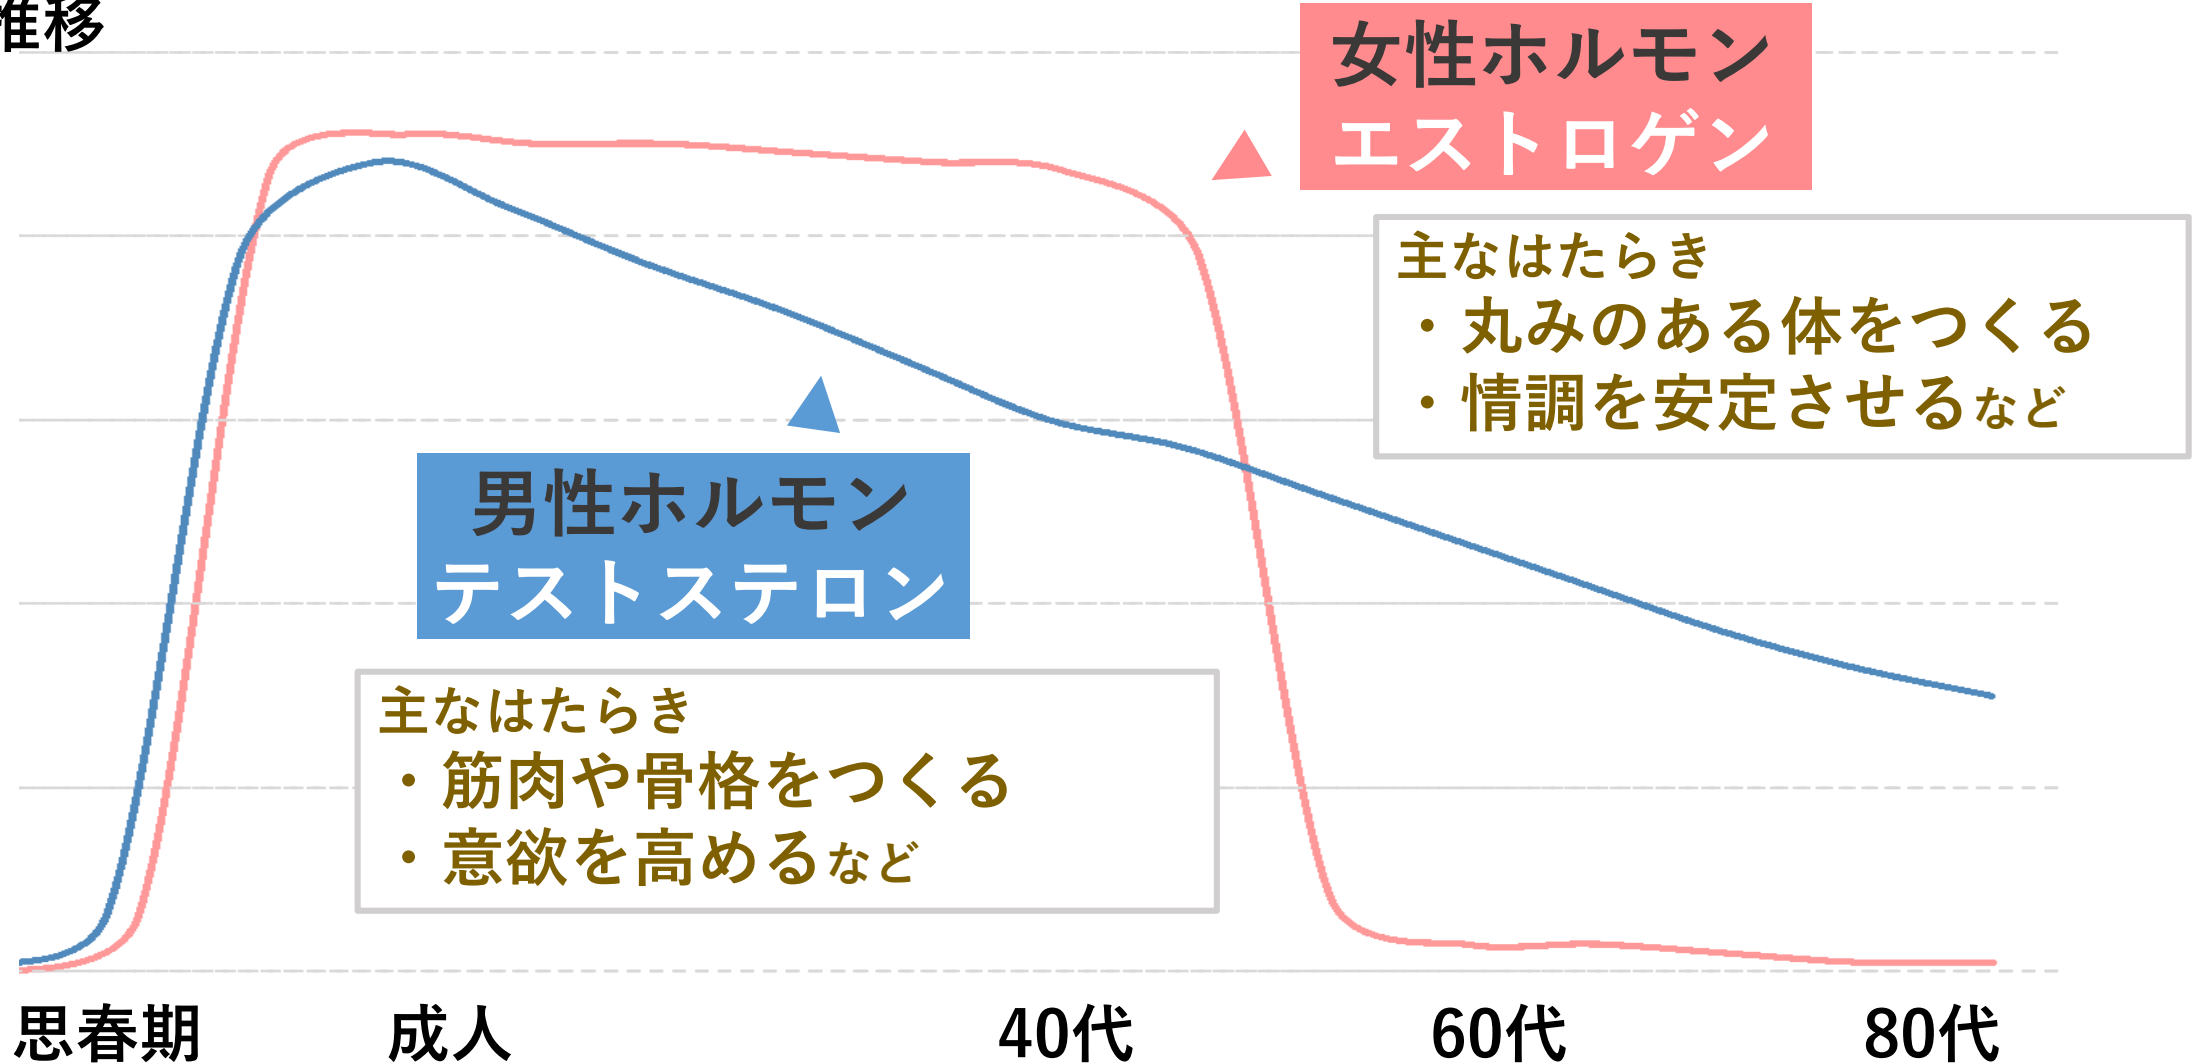 推移
女性ホルモン
エストロゲン
主なはたらき
・丸みのある体をつくる
・情調を安定させるなど
男性ホルモン
テストステロン
主なはたらき
・筋肉や骨格をつくる
・意欲を高めるなど
思春期 成人 40代 60代 80代